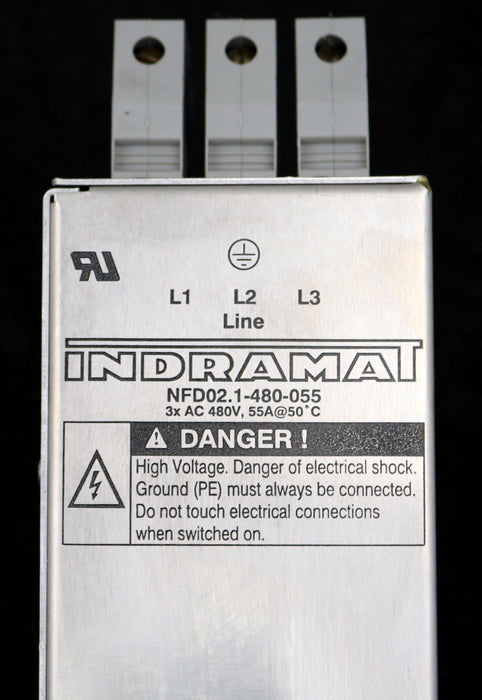 L1 L2 L3
Line
INDRAMAT
NFD02.1-480-055
3x AC 480V, 55A@50°C
DANGER !
High Voltage. Danger of electrical shock.
Ground (PE) must always be connected.
Do not touch electrical connections
when switched on.